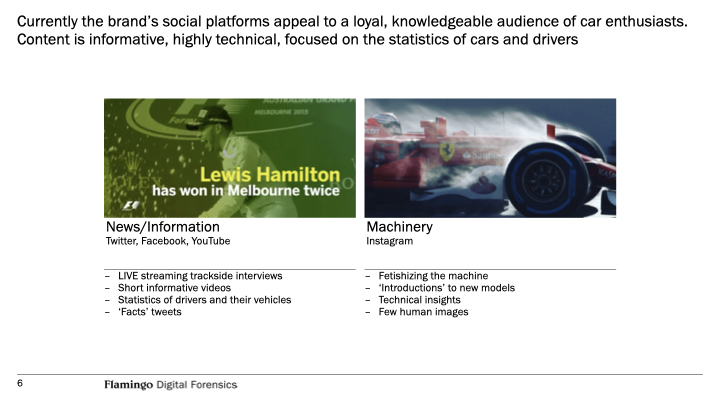 Currently the brand’s social platforms appeal to a loyal, knowledgeable audience of car enthusiasts.
Content is informative, highly technical, focused on the statistics of cars and drivers
AUSTRALIAN GRAND
MELBOURNE 2015
Lewis Hamilton
has won in Melbourne twice
F1
News/Information
Twitter, Facebook, YouTube
– LIVE streaming trackside interviews
– Short informative videos
– Statistics of drivers and their vehicles
– ‘Facts’ tweets
Machinery
Instagram
– Fetishizing the machine
– ‘Introductions’ to new models
– Technical insights
– Few human images
6
Flamingo Digital Forensics